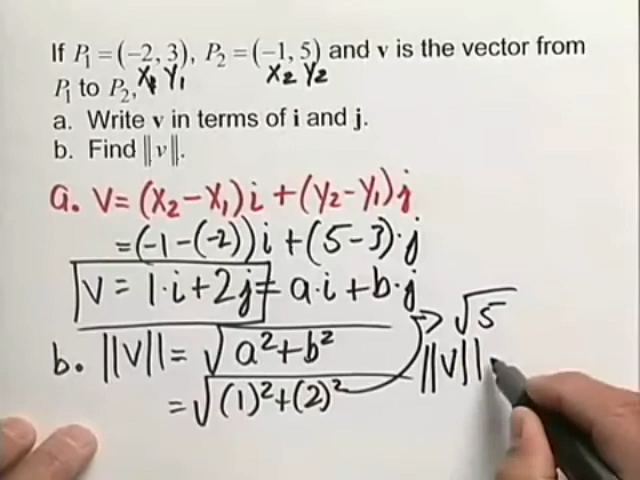 If P₁ = (−2, 3), P₂ = (−1, 5) and v is the vector from
X₁ Y₁ X₂ Y₂
P₁ to P₂,
a. Write v in terms of i and j.
b. Find ‖v‖.
a. V = (X₂ − X₁)i + (Y₂ − Y₁)j
= (-1 - (-2))i + (5 - 3)·j
V = 1·i + 2j = a·i + b·j
→ √5
b. ||V|| = √a² + b²
||V||
= √(1)² + (2)²